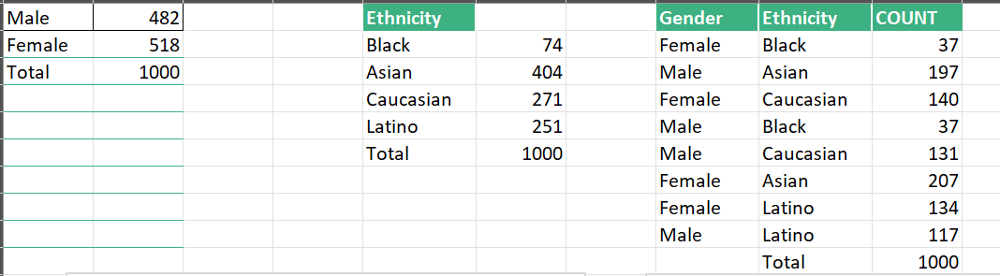 Male 482 Ethnicity Gender Ethnicity COUNT
Female 518 Black 74 Female Black 37
Total 1000 Asian 404 Male Asian 197
Caucasian 271 Female Caucasian 140
Latino 251 Male Black 37
Total 1000 Male Caucasian 131
Female Asian 207
Female Latino 134
Male Latino 117
Total 1000